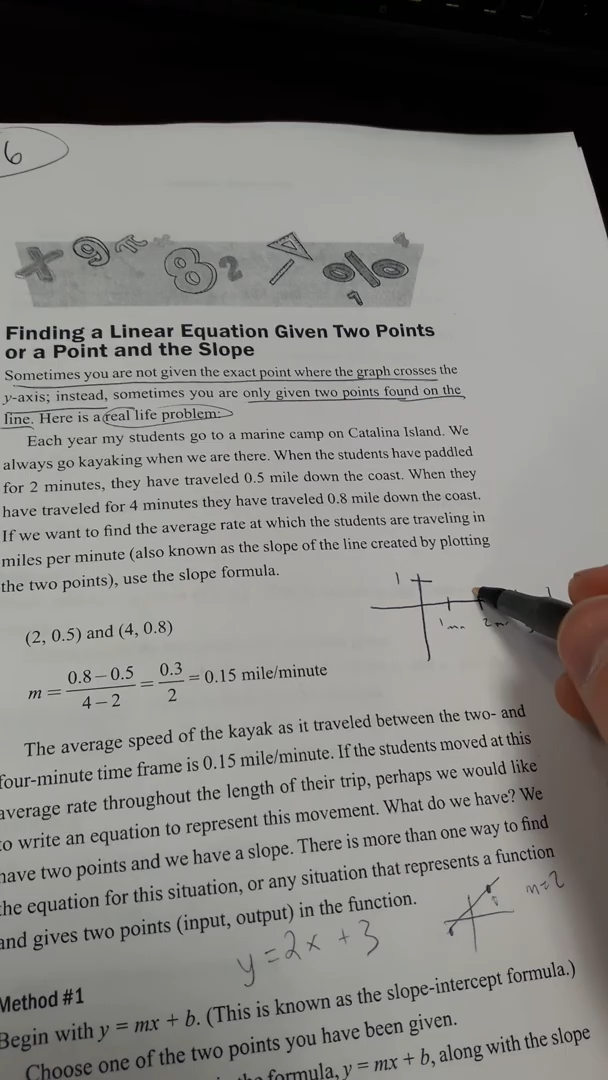 6
Finding a Linear Equation Given Two Points
or a Point and the Slope
Sometimes you are not given the exact point where the graph crosses the
y-axis; instead, sometimes you are only given two points found on the
line. Here is a real life problem:
Each year my students go to a marine camp on Catalina Island. We
always go kayaking when we are there. When the students have paddled
for 2 minutes, they have traveled 0.5 mile down the coast. When they
have traveled for 4 minutes they have traveled 0.8 mile down the coast.
If we want to find the average rate at which the students are traveling in
miles per minute (also known as the slope of the line created by plotting
the two points), use the slope formula.
1
1mn 2m
(2, 0.5) and (4, 0.8)
m = (0.8 – 0.5)/(4 – 2) = 0.3/2 = 0.15 mile/minute
The average speed of the kayak as it traveled between the two- and
four-minute time frame is 0.15 mile/minute. If the students moved at this
average rate throughout the length of their trip, perhaps we would like
to write an equation to represent this movement. What do we have? We
have two points and we have a slope. There is more than one way to find
the equation for this situation, or any situation that represents a function
and gives two points (input, output) in the function.
y = 2x + 3
m=2
Method #1
Begin with y = mx + b. (This is known as the slope-intercept formula.)
Choose one of the two points you have been given.
the formula, y = mx + b, along with the slope